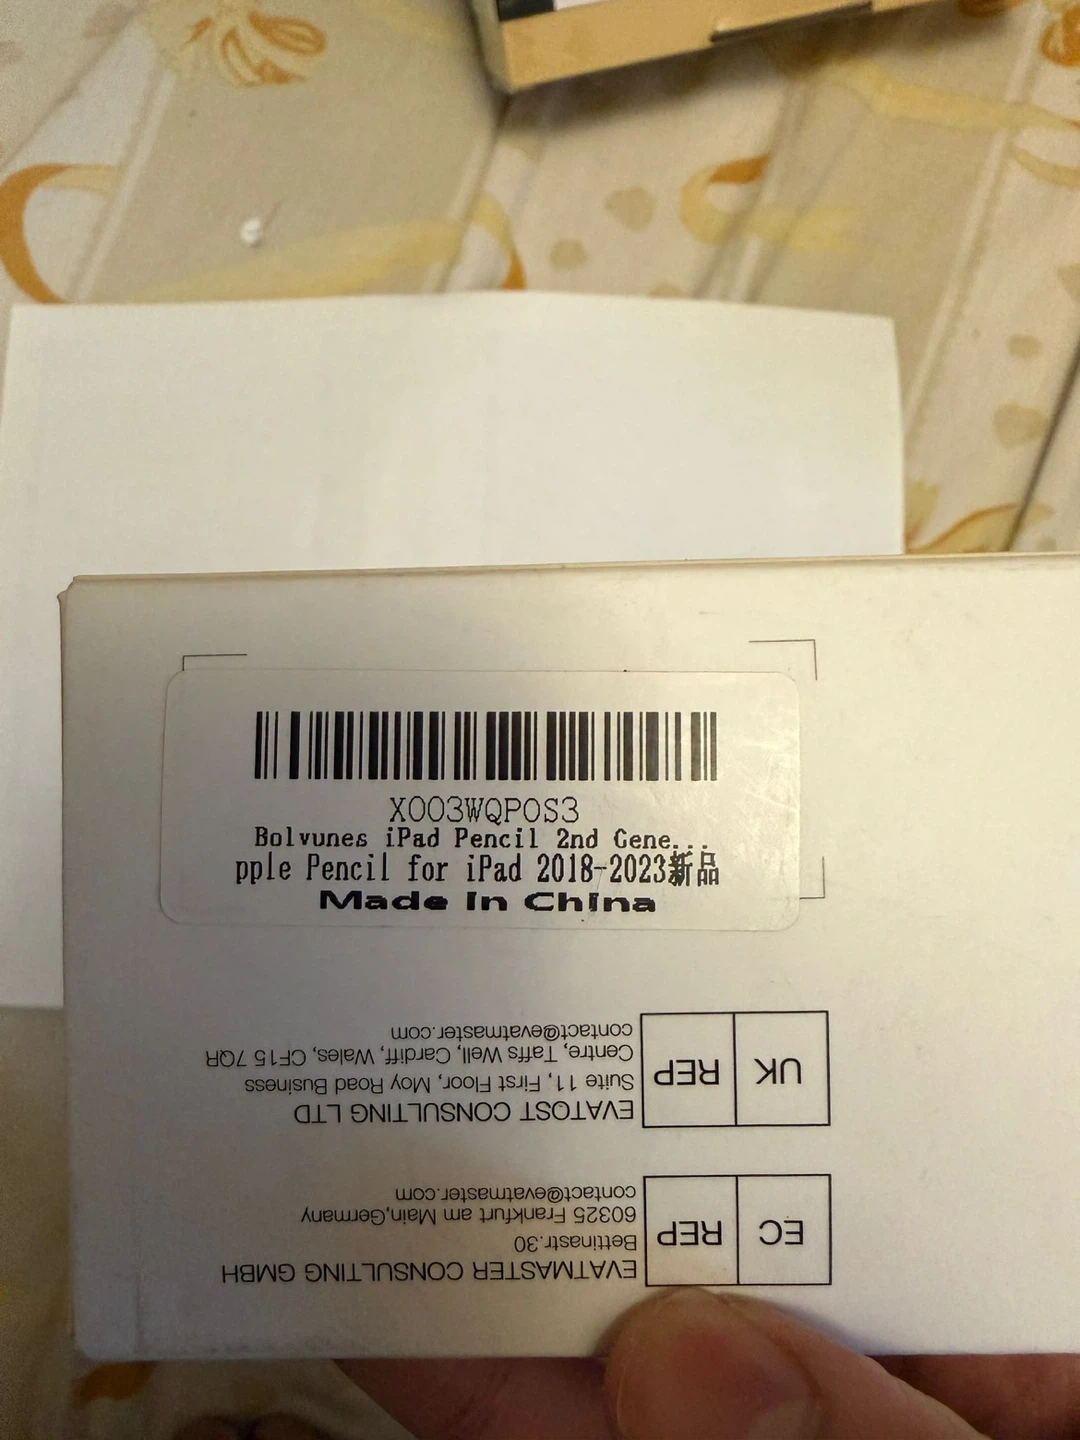 X003WQP0S3
Bolvunes iPad Pencil 2nd Gene...
pple Pencil for iPad 2018-2023新品
Made In China
EC REP
EVATMASTER CONSULTING GMBH
Bettinastr.30
60325 Frankfurt am Main,Germany
contact@evatmaster.com
UK REP
EVATOST CONSULTING LTD
Suite 11, First Floor, Moy Road Business
Centre, Taffs Well, Cardiff, Wales, CF15 7QR
contact@evatmaster.com